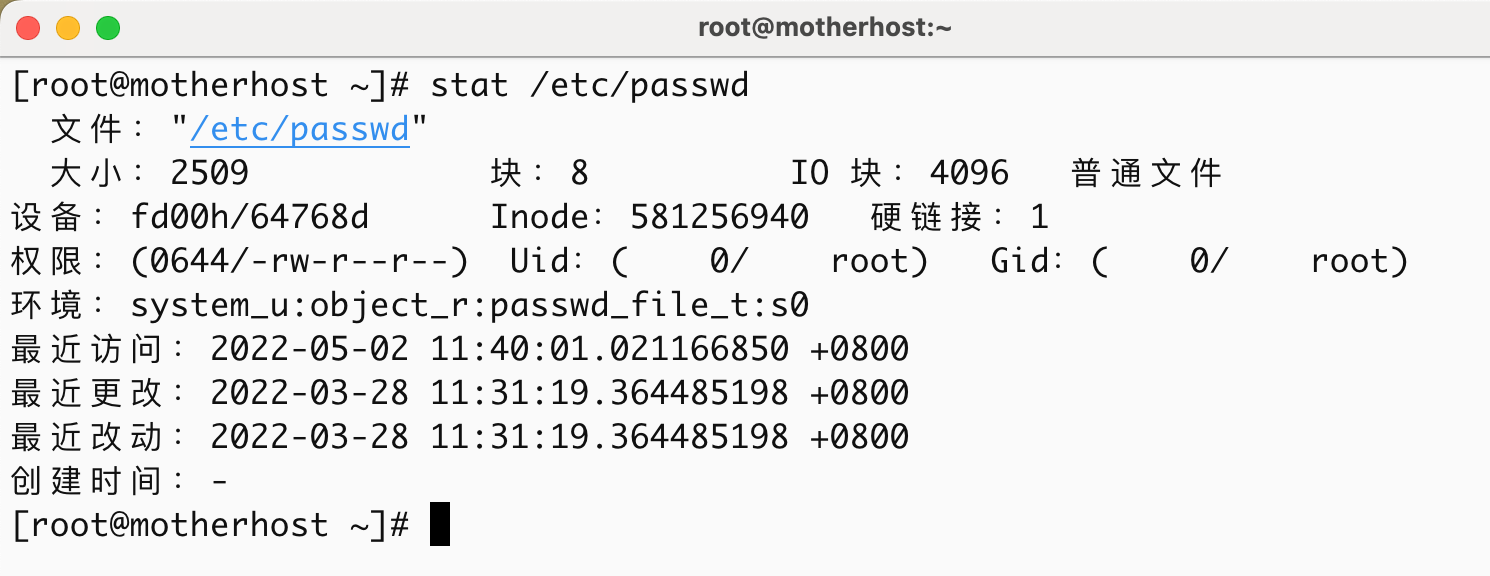 root@motherhost:~
[root@motherhost ~]# stat /etc/passwd
  文件："/etc/passwd"
  大小：2509            块：8          IO 块：4096   普通文件
设备：fd00h/64768d      Inode：581256940   硬链接：1
权限：(0644/-rw-r--r--)  Uid：(    0/    root)   Gid：(    0/    root)
环境：system_u:object_r:passwd_file_t:s0
最近访问：2022-05-02 11:40:01.021166850 +0800
最近更改：2022-03-28 11:31:19.364485198 +0800
最近改动：2022-03-28 11:31:19.364485198 +0800
创建时间：-
[root@motherhost ~]#